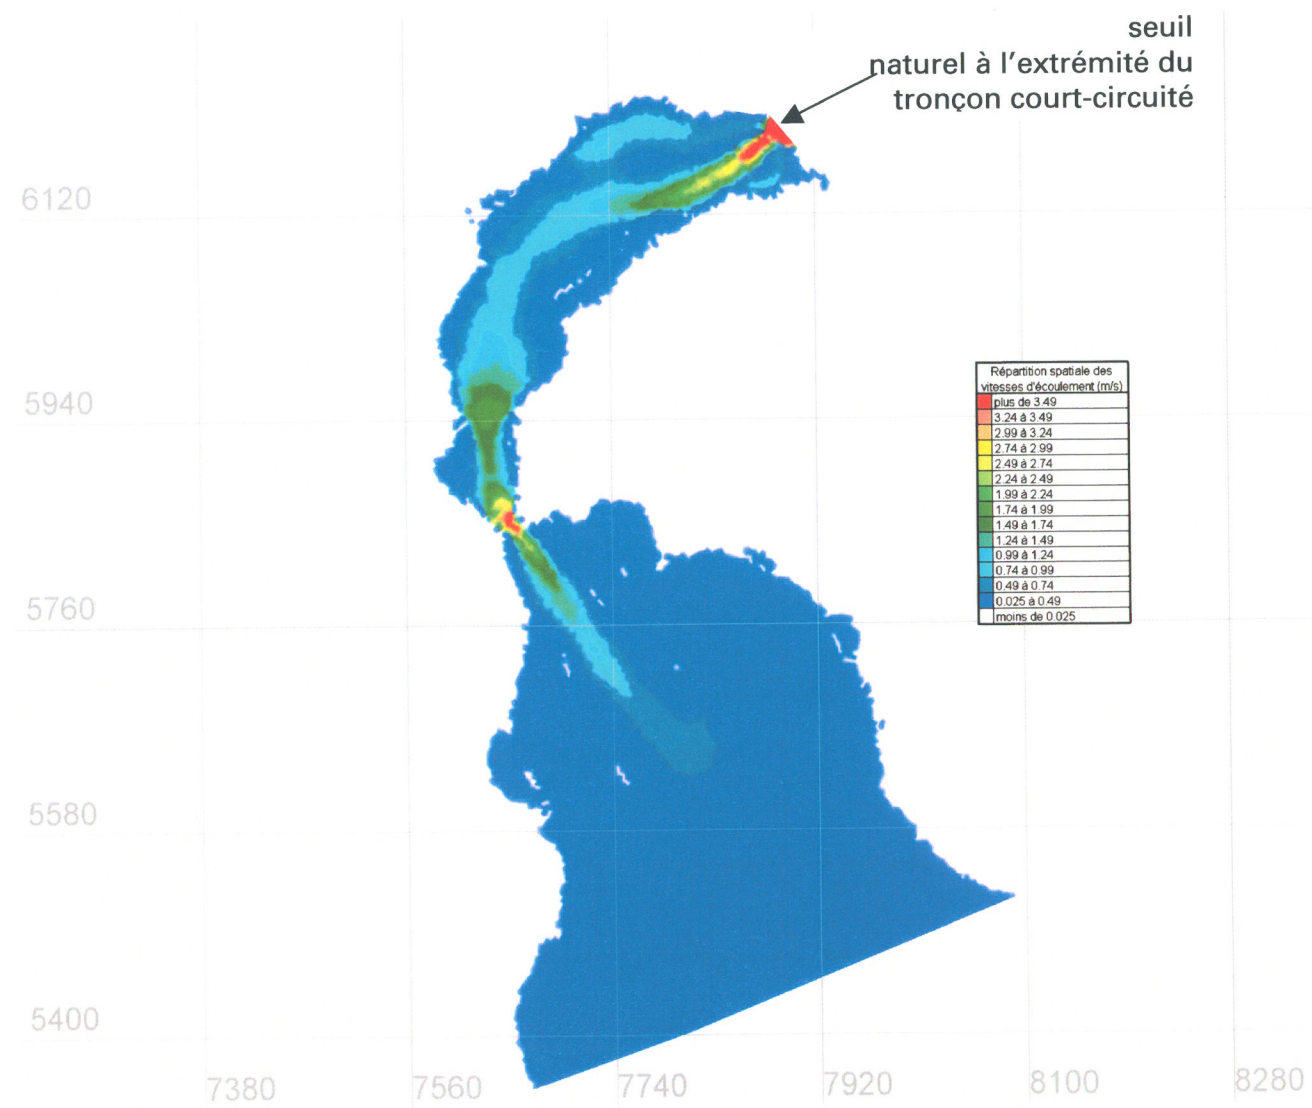 seuil
naturel à l'extrémité du
tronçon court-circuité
6120
5940
5760
5580
5400
7380
7560
7740
7920
8100
8280
Répartition spatiale des
vitesses d'écoulement (m/s)
plus de 3.49
3.24 à 3.49
2.99 à 3.24
2.74 à 2.99
2.49 à 2.74
2.24 à 2.49
1.99 à 2.24
1.74 à 1.99
1.49 à 1.74
1.24 à 1.49
0.99 à 1.24
0.74 à 0.99
0.49 à 0.74
0.025 à 0.49
moins de 0.025